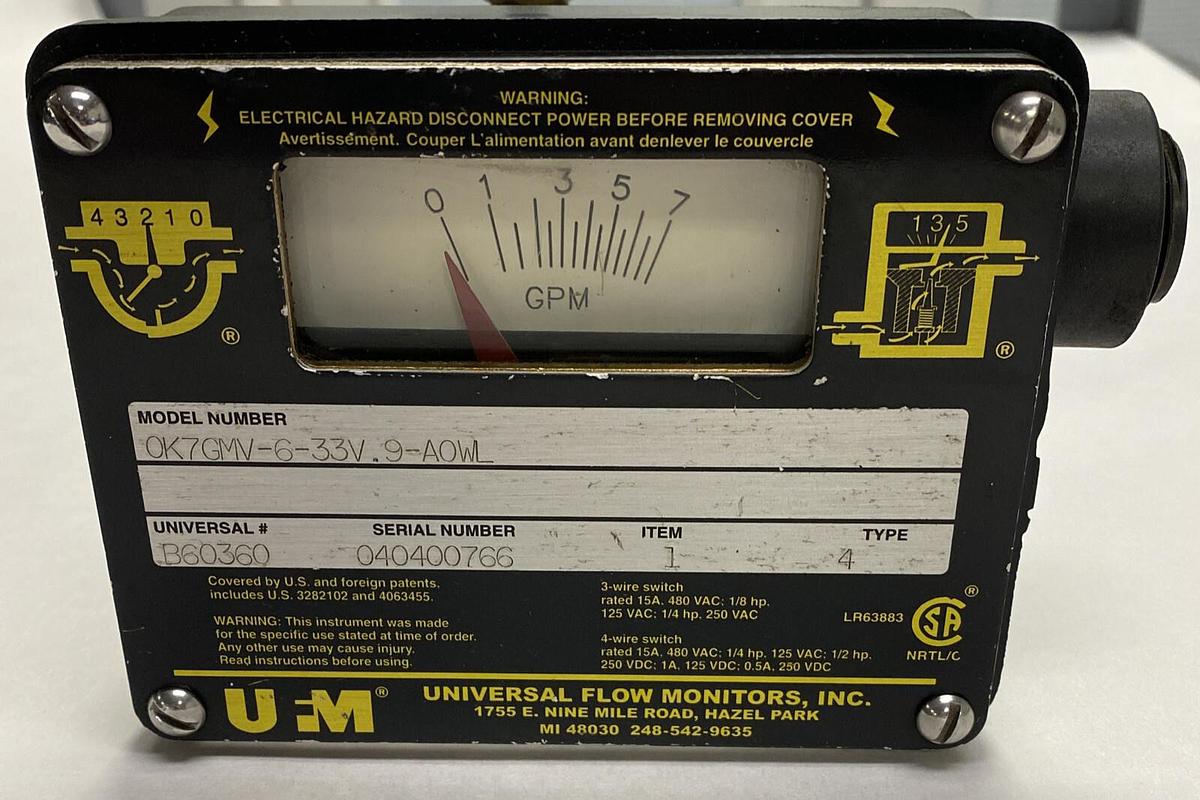 WARNING:
ELECTRICAL HAZARD DISCONNECT POWER BEFORE REMOVING COVER
Avertissément. Couper L'alimentation avant denlever le couvercle
0 1 3 5 7
GPM
4 3 2 1 0
®
1 3 5
®
MODEL NUMBER
OK7GMV-6-33V.9-AOWL
UNIVERSAL # SERIAL NUMBER ITEM TYPE
B60360 040400766 1 4
Covered by U.S. and foreign patents.
includes U.S. 3282102 and 4063455.
WARNING: This instrument was made
for the specific use stated at time of order.
Any other use may cause injury.
Read instructions before using.
3-wire switch
rated 15A, 480 VAC; 1/8 hp.
125 VAC; 1/4 hp. 250 VAC
4-wire switch
rated 15A, 480 VAC; 1/4 hp. 125 VAC; 1/2 hp.
250 VDC; 1A, 125 VDC; 0.5A, 250 VDC
LR63883 SA ®
NRTL/C
UFM®
UNIVERSAL FLOW MONITORS, INC.
1755 E. NINE MILE ROAD, HAZEL PARK
MI 48030 248-542-9635